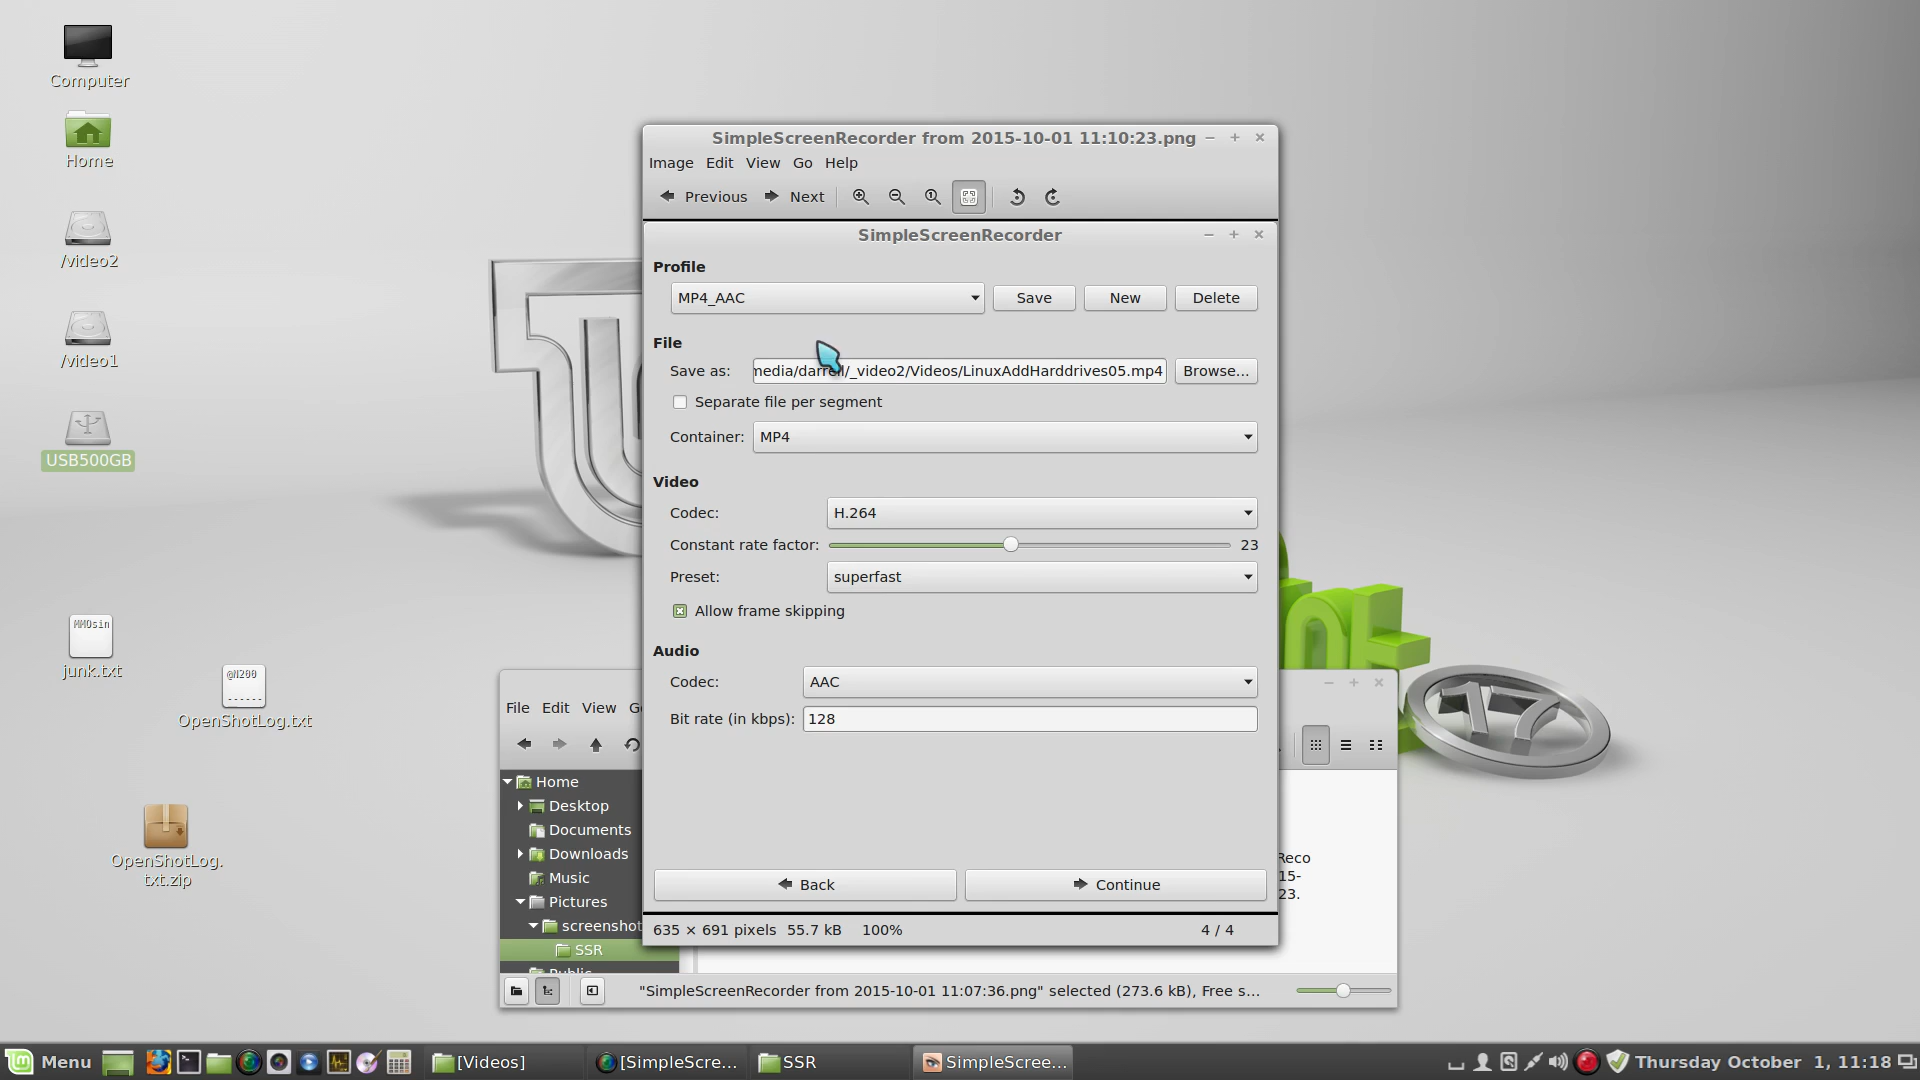 Computer
Home
/video2
/video1
USB500GB
MMOsin
junk.txt
@N200
------
OpenShotLog.txt
OpenShotLog.
txt.zip
SimpleScreenRecorder from 2015-10-01 11:10:23.png
Image Edit View Go Help
Previous Next
SimpleScreenRecorder
Profile
MP4_AAC Save New Delete
File
Save as: media/darrell/_video2/Videos/LinuxAddHarddrives05.mp4 Browse...
Separate file per segment
Container: MP4
Video
Codec: H.264
Constant rate factor: 23
Preset: superfast
Allow frame skipping
Audio
Codec: AAC
Bit rate (in kbps): 128
Back Continue
635 × 691 pixels 55.7 kB 100% 4 / 4
File Edit View
Home
Desktop
Documents
Downloads
Music
Pictures
screenshot
SSR
Reco
15-
23.
"SimpleScreenRecorder from 2015-10-01 11:07:36.png" selected (273.6 kB), Free s...
17
Menu [Videos] [SimpleScre... SSR SimpleScree... Thursday October 1, 11:18